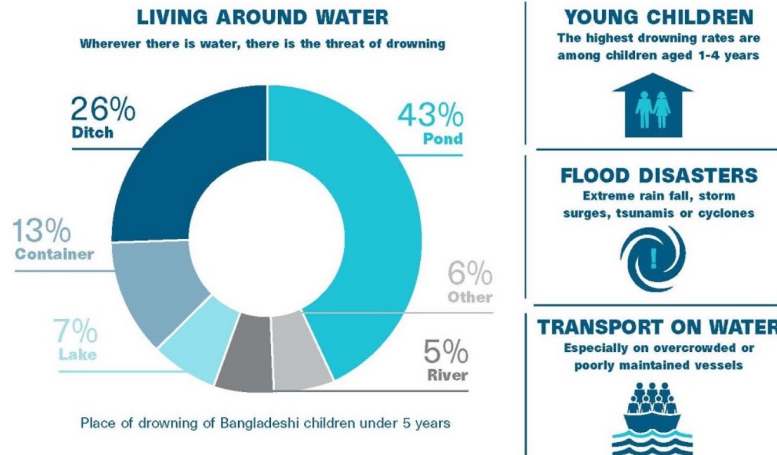 LIVING AROUND WATER
Wherever there is water, there is the threat of drowning
26%
Ditch
43%
Pond
13%
Container
6%
Other
7%
Lake
5%
River
Place of drowning of Bangladeshi children under 5 years
YOUNG CHILDREN
The highest drowning rates are
among children aged 1-4 years
FLOOD DISASTERS
Extreme rain fall, storm
surges, tsunamis or cyclones
!
TRANSPORT ON WATER
Especially on overcrowded or
poorly maintained vessels